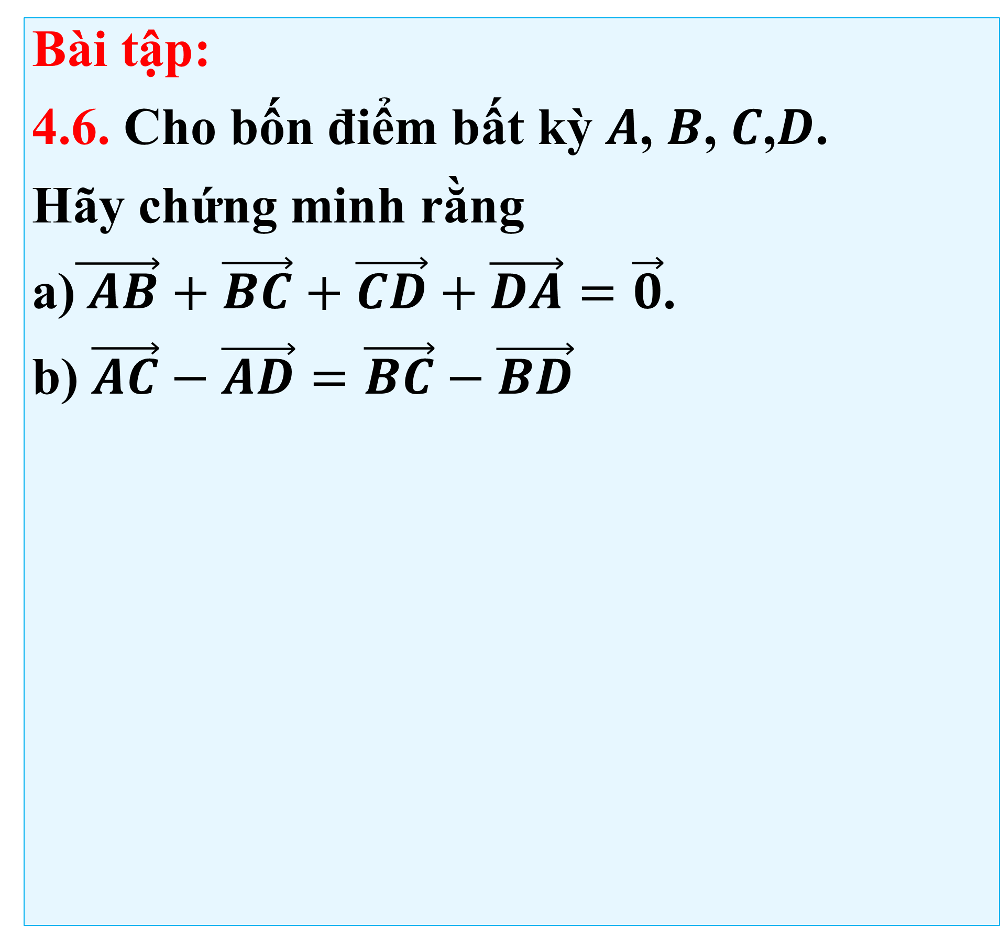 Bài tập:
4.6. Cho bốn điểm bất kỳ A, B, C,D.
Hãy chứng minh rằng
a) $\overrightarrow{AB} + \overrightarrow{BC} + \overrightarrow{CD} + \overrightarrow{DA} = \overrightarrow{0}$.
b) $\overrightarrow{AC} - \overrightarrow{AD} = \overrightarrow{BC} - \overrightarrow{BD}$